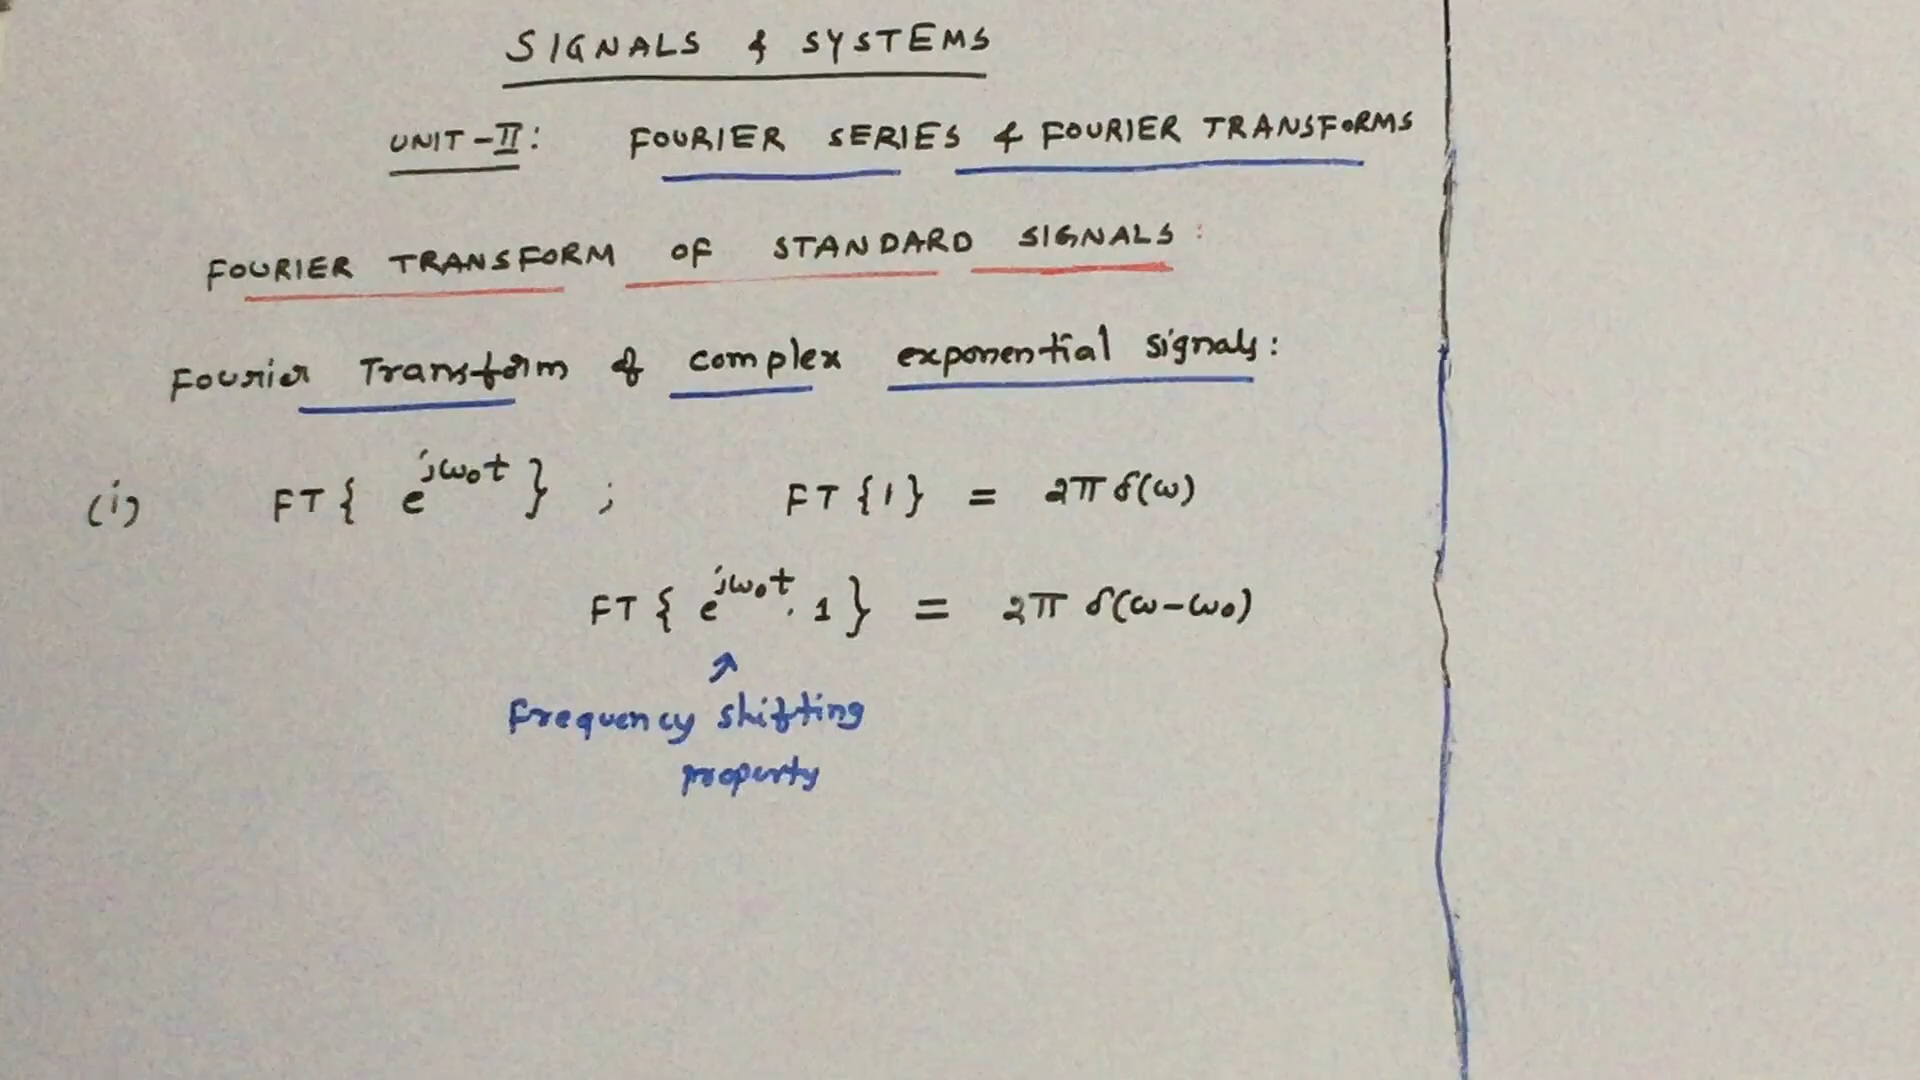 SIGNALS & SYSTEMS
UNIT-II: FOURIER SERIES & FOURIER TRANSFORMS
FOURIER TRANSFORM OF STANDARD SIGNALS:
Fourier Transform of complex exponential signals:
(i) FT{ e^{jω₀t} } ; FT{1} = 2πδ(ω)
FT{ e^{jω₀t} . 1 } = 2π δ(ω-ω₀)
↗
Frequency shifting
property